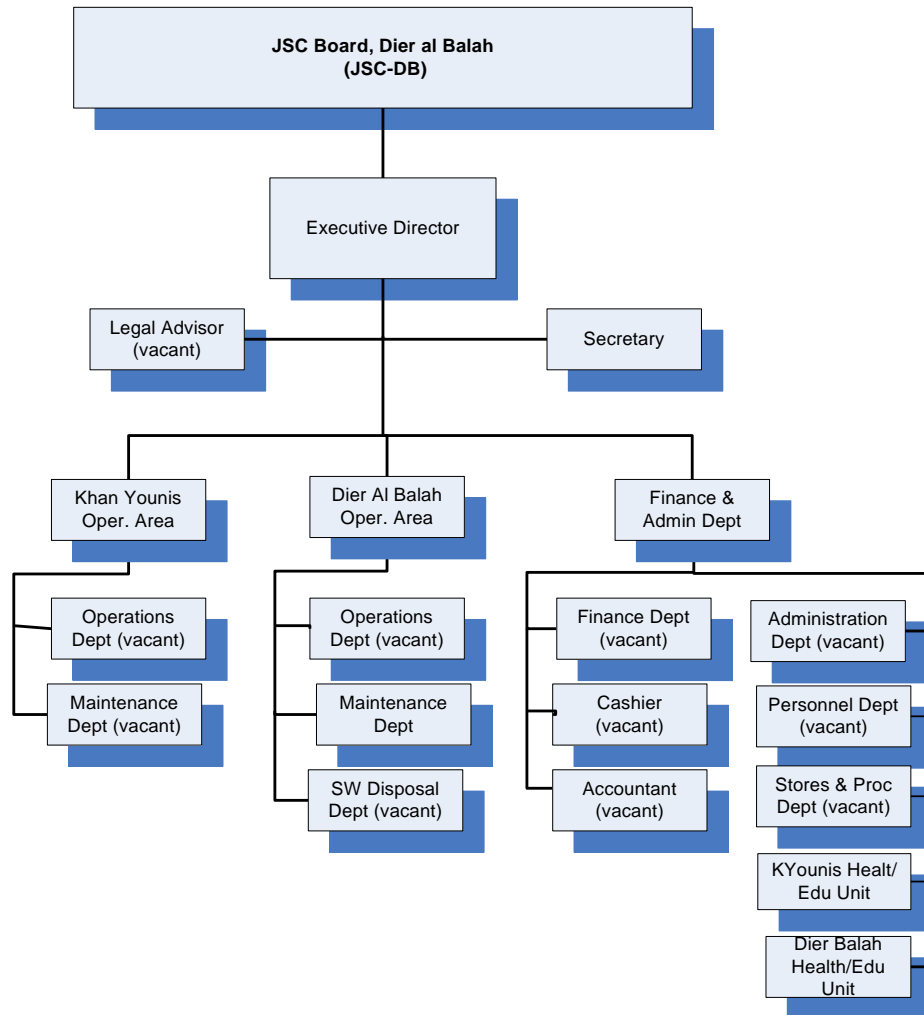 JSC Board, Dier al Balah
(JSC-DB)
Executive Director
Legal Advisor
(vacant)
Secretary
Khan Younis
Oper. Area
Dier Al Balah
Oper. Area
Finance &
Admin Dept
Operations
Dept (vacant)
Maintenance
Dept (vacant)
Operations
Dept (vacant)
Maintenance
Dept
SW Disposal
Dept (vacant)
Finance Dept
(vacant)
Cashier
(vacant)
Accountant
(vacant)
Administration
Dept (vacant)
Personnel Dept
(vacant)
Stores & Proc
Dept (vacant)
KYounis Healt/
Edu Unit
Dier Balah
Health/Edu
Unit